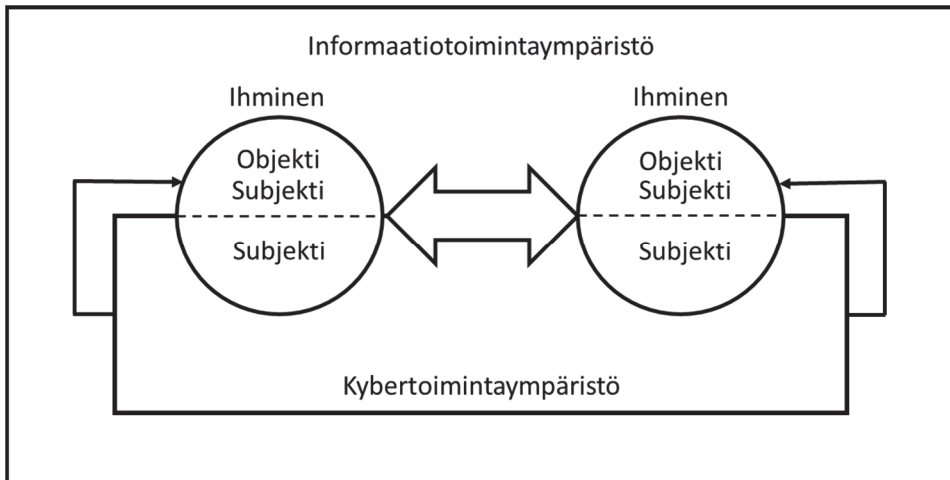 Informaatiotoimintaympäristö
Ihminen
Objekti
Subjekti
Subjekti
Ihminen
Objekti
Subjekti
Subjekti
Kybertoimintaympäristö